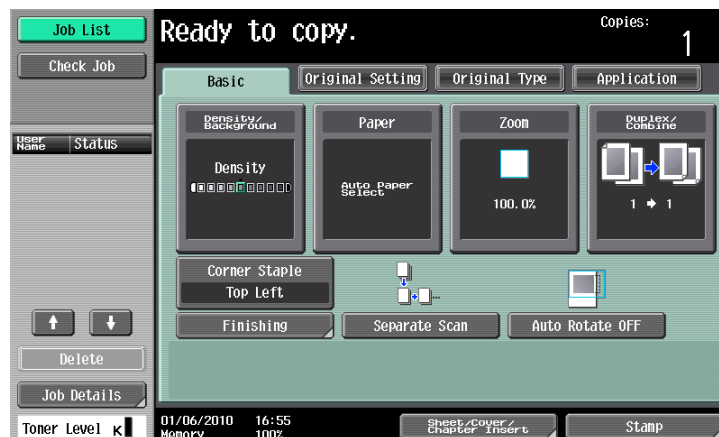 Job List
Check Job
User Name
Status
Delete
Job Details
Toner Level K
Ready to copy.
Copies:
1
Basic
Original Setting
Original Type
Application
Density/
Background
Density
Paper
Auto Paper
Select
Zoom
100.0%
Duplex/
Combine
1 → 1
Corner Staple
Top Left
Finishing
Separate Scan
Auto Rotate OFF
01/06/2010 16:55
Memory 100%
Sheet/Cover/
Chapter Insert
Stamp